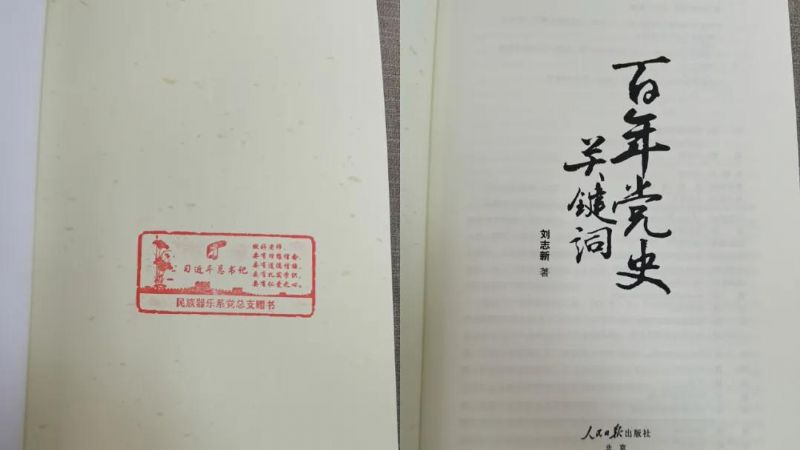 习近平总书记
做好老师
要有理想信念、
要有道德情操、
要有扎实学识、
要有仁爱之心。
民族器乐系党总支赠书
百年党史
关键词
刘志新 著
人民日报出版社
北京